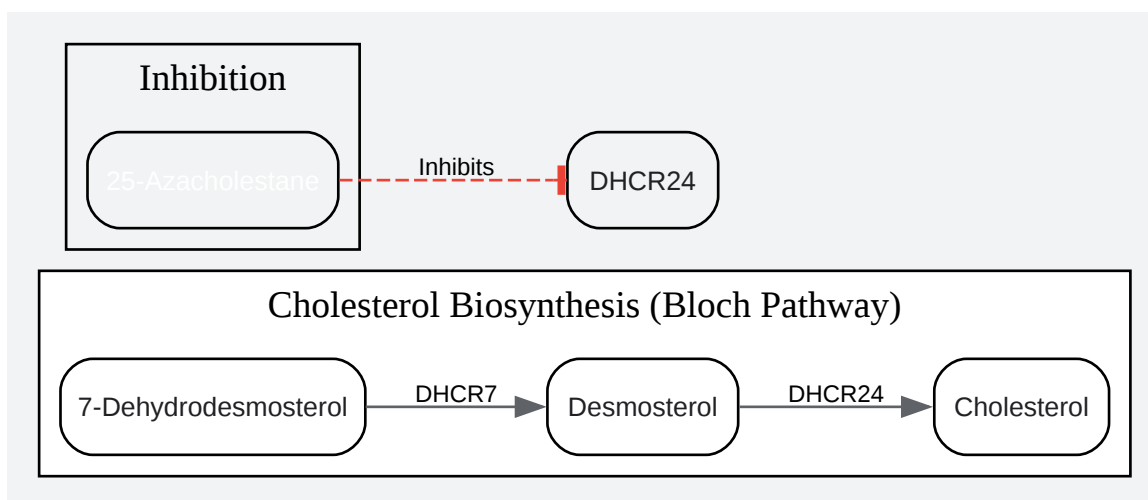 Inhibition
25-Azacholestane
Inhibits
DHCR24
Cholesterol Biosynthesis (Bloch Pathway)
7-Dehydrodesmosterol
DHCR7
Desmosterol
DHCR24
Cholesterol